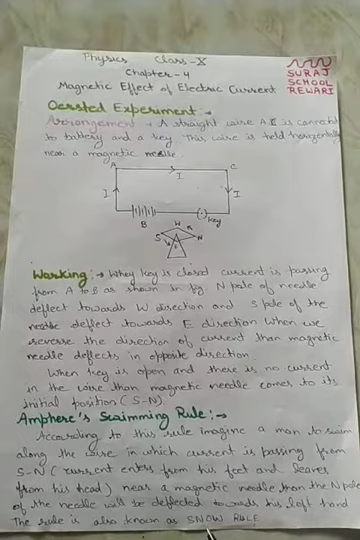 Physics Class-X
SURAJ
SCHOOL
REWARI
Chapter-4
Magnetic Effect of Electric Current
Oersted Experiment:-
Arrangement - A straight wire AC is connected
to battery and a key This wire is held horizontally
near a magnetic needle.
A
C
I
I
I
B
key
W
S
N
Working:→ When key is closed current is passing
from A to B as shown in fig N pole of needle
deflect towards W direction and S pole of the
needle deflect towards E direction When we
reverse the direction of current than magnetic
needle deflects in opposite direction.
When key is open and there is no current
in the wire than magnetic needle comes to its
initial position (S-N).
Amphere's Swimming Rule:→
According to this rule imagine a man to swim
along the wire in which current is passing from
S-N (current enters from his feet and leaves
from his head) near a magnetic needle than the N pole
of the needle will be deflected towards his left hand
The rule is also known as SNOW RULE